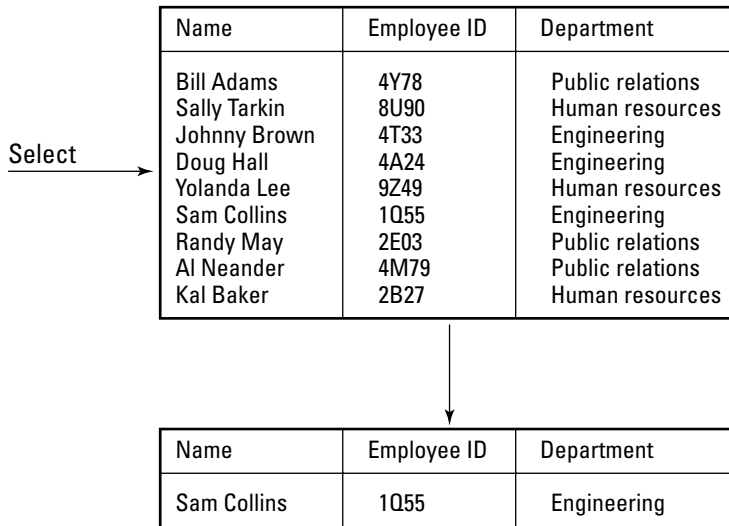 Name Employee ID Department
Bill Adams 4Y78 Public relations
Sally Tarkin 8U90 Human resources
Johnny Brown 4T33 Engineering
Select
Doug Hall 4A24 Engineering
Yolanda Lee 9Z49 Human resources
Sam Collins 1Q55 Engineering
Randy May 2E03 Public relations
Al Neander 4M79 Public relations
Kal Baker 2B27 Human resources
Name Employee ID Department
Sam Collins 1Q55 Engineering